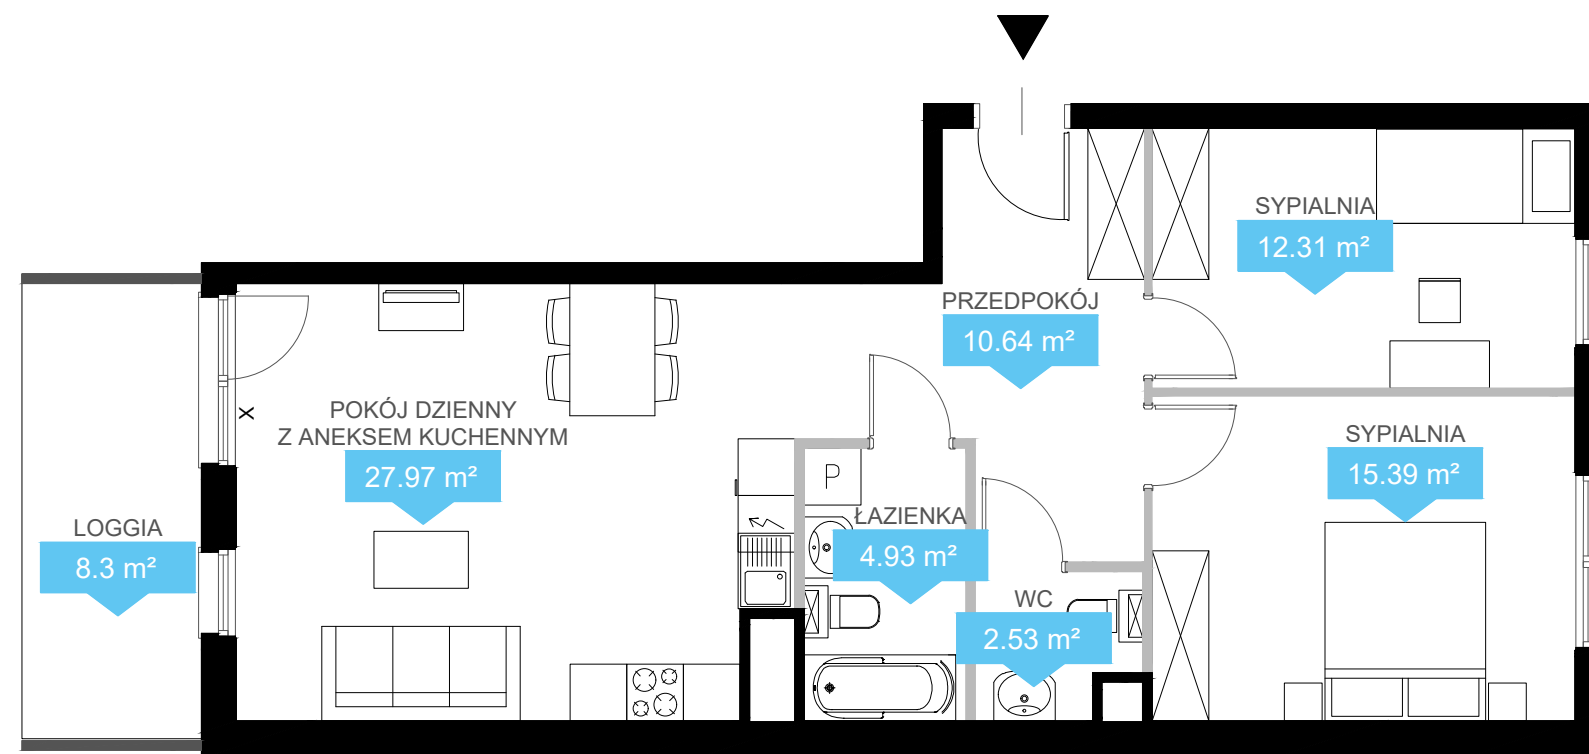 SYPIALNIA
12.31 m²
PRZEDPOKÓJ
10.64 m²
POKÓJ DZIENNY
Z ANEKSEM KUCHENNYM
27.97 m²
X
SYPIALNIA
15.39 m²
P
LOGGIA
8.3 m²
ŁAZIENKA
4.93 m²
WC
2.53 m²